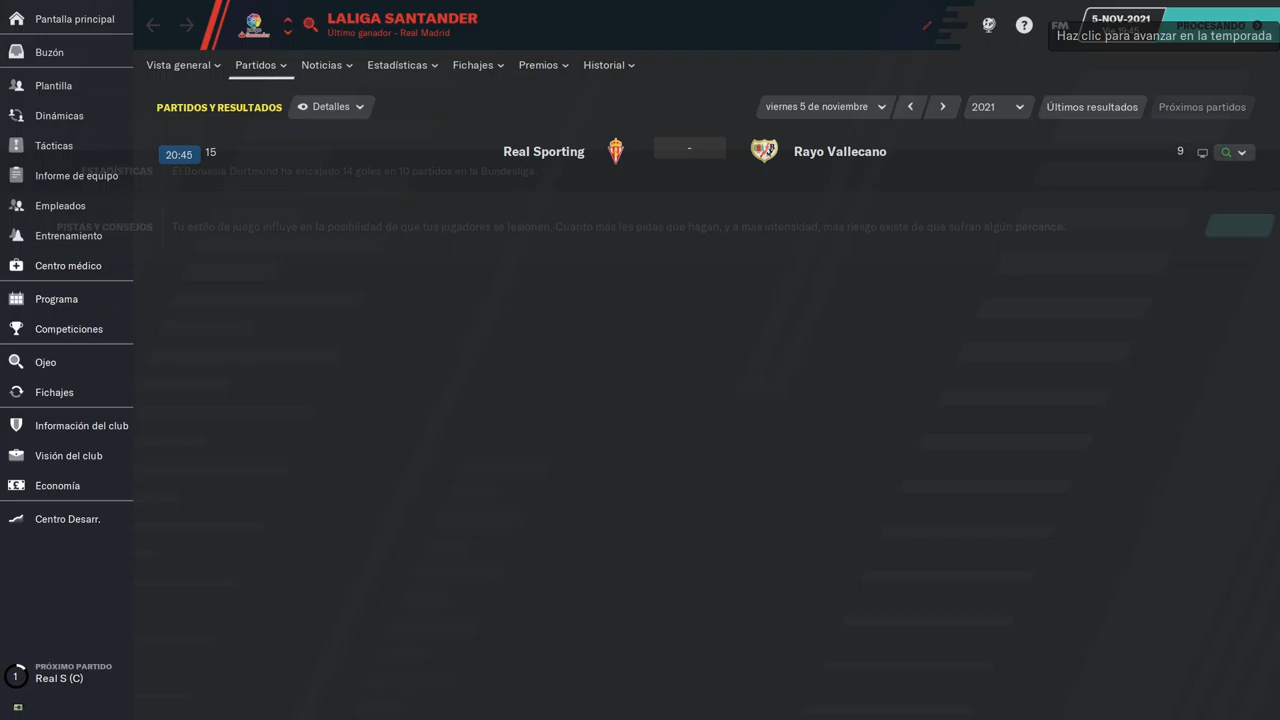 Pantalla principal
Buzón
Plantilla
Dinámicas
Tácticas
Informe de equipo
Empleados
Entrenamiento
Centro médico
Programa
Competiciones
Ojeo
Fichajes
Información del club
Visión del club
Economía
Centro Desarr.
PRÓXIMO PARTIDO
1
Real S (C)
LALIGA SANTANDER
Último ganador - Real Madrid
FM
5-NOV-2021
PROCESANDO
Haz clic para avanzar en la temporada
Vista general Partidos Noticias Estadísticas Fichajes Premios Historial
PARTIDOS Y RESULTADOS Detalles viernes 5 de noviembre 2021 Últimos resultados Próximos partidos
20:45 15 Real Sporting - Rayo Vallecano 9
ESTADÍSTICAS El Borussia Dortmund ha encajado 14 goles en 10 partidos en la Bundesliga.
PISTAS Y CONSEJOS Tu estilo de juego influye en la posibilidad de que tus jugadores se lesionen. Cuanto más les pidas que hagan, y a más intensidad, más riesgo existe de que sufran algún percance.